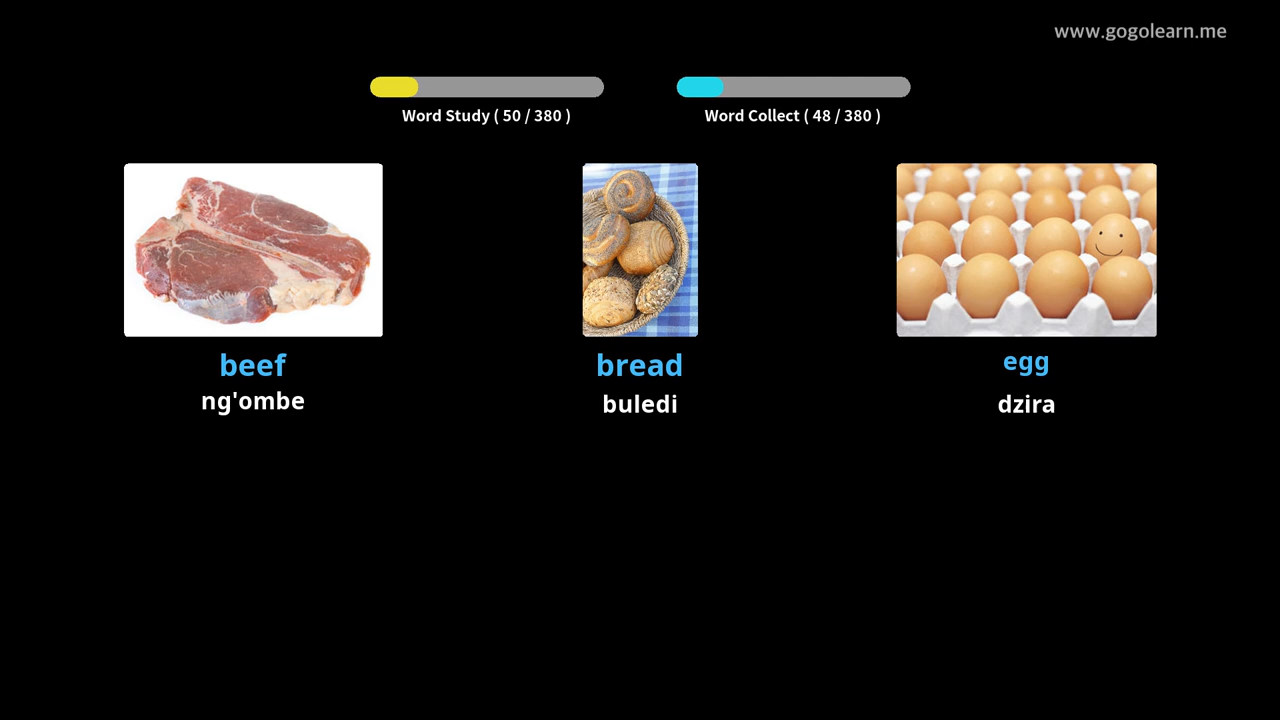 www.gogolearn.me
Word Study ( 50 / 380 )
Word Collect ( 48 / 380 )
beef
ng'ombe
bread
buledi
egg
dzira